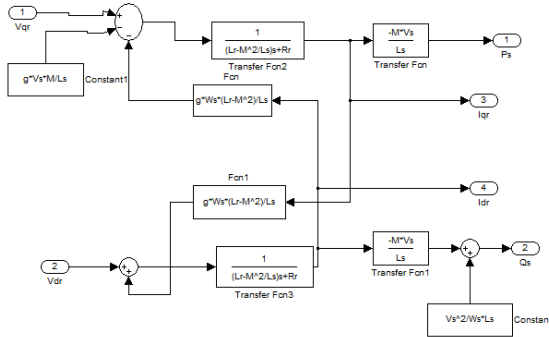 1
Vqr
+
−
−
g*Vs*M/Ls
Constant1
1
(Lr-M^2/Ls)s+Rr
Transfer Fcn2
-M*Vs
Ls
Transfer Fcn
1
Ps
Fcn
g*Ws*(Lr-M^2)/Ls
3
Iqr
Fcn1
g*Ws*(Lr-M^2)/Ls
4
Idr
2
Vdr
+
+
1
(Lr-M^2/Ls)s+Rr
Transfer Fcn3
-M*Vs
Ls
Transfer Fcn1
+
+
2
Qs
Vs^2/Ws*Ls
Constan